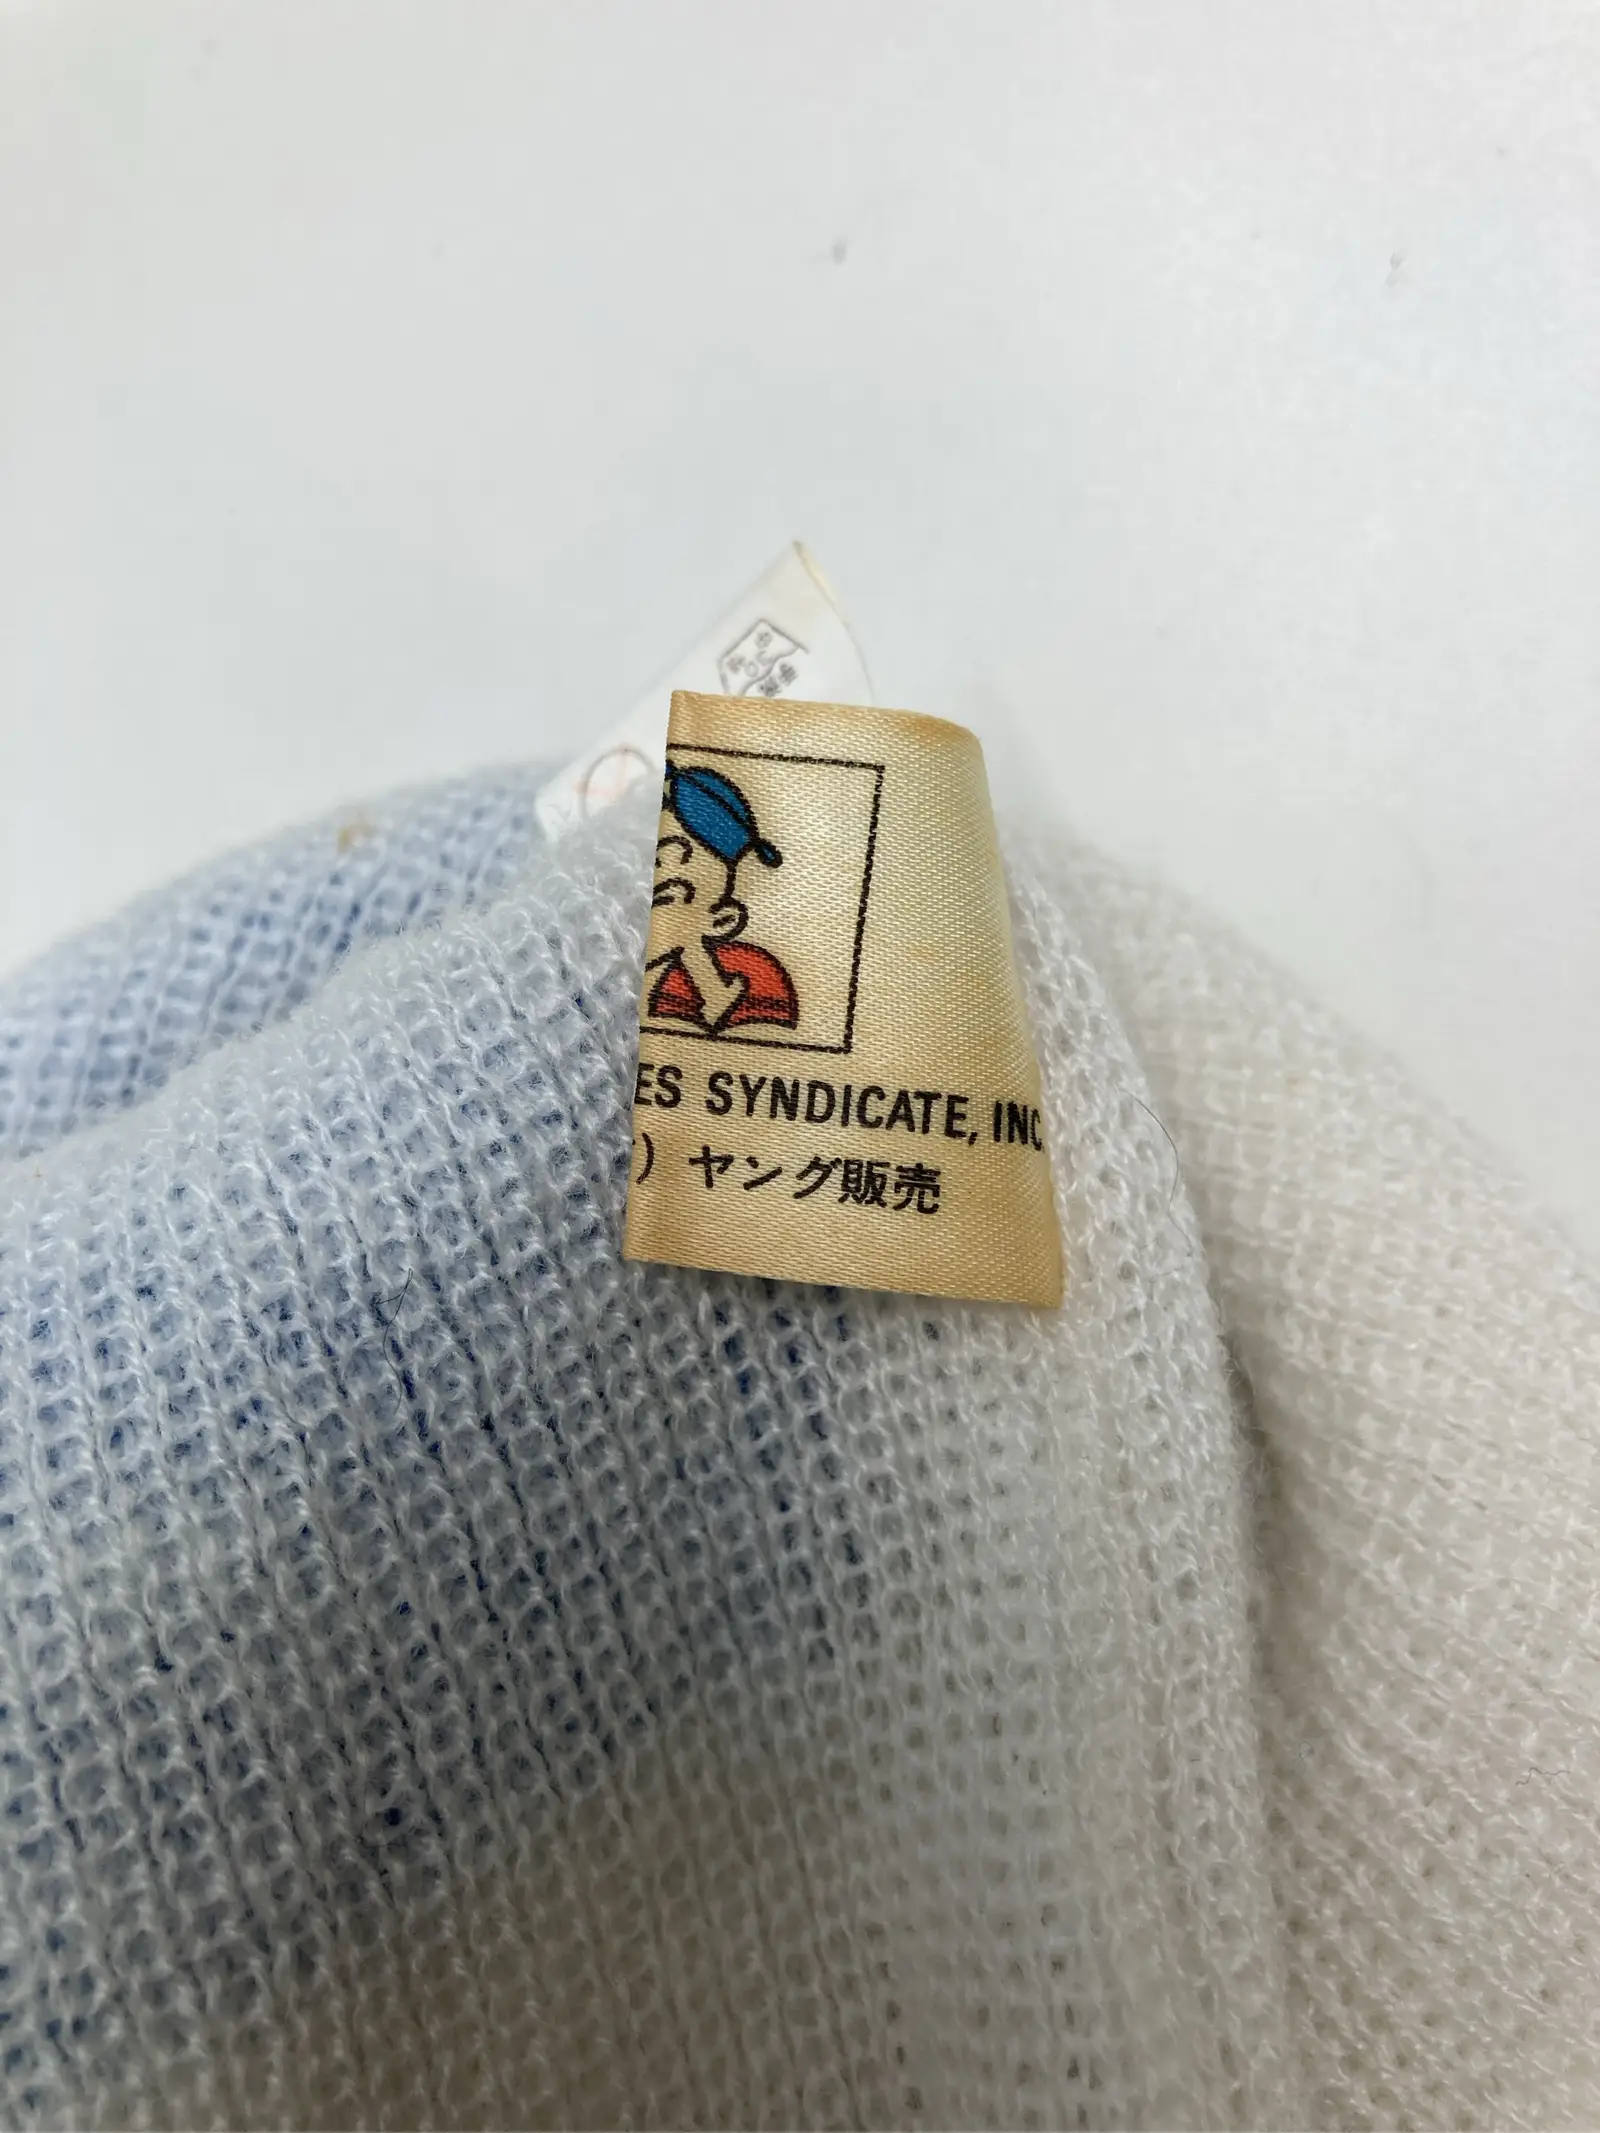 ES SYNDICATE, INC
) ヤング販売